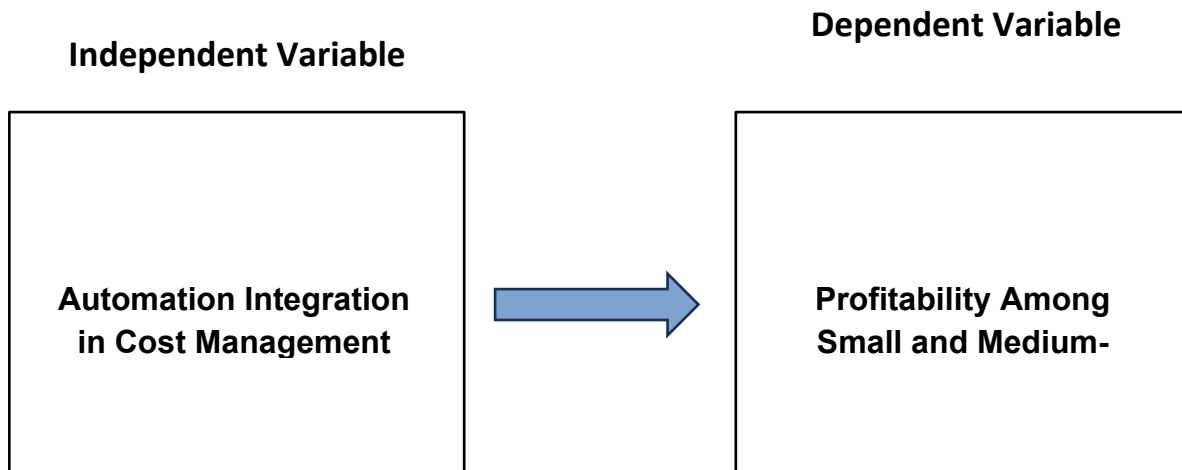 Independent Variable
Dependent Variable
Automation Integration
in Cost Management
Profitability Among
Small and Medium-